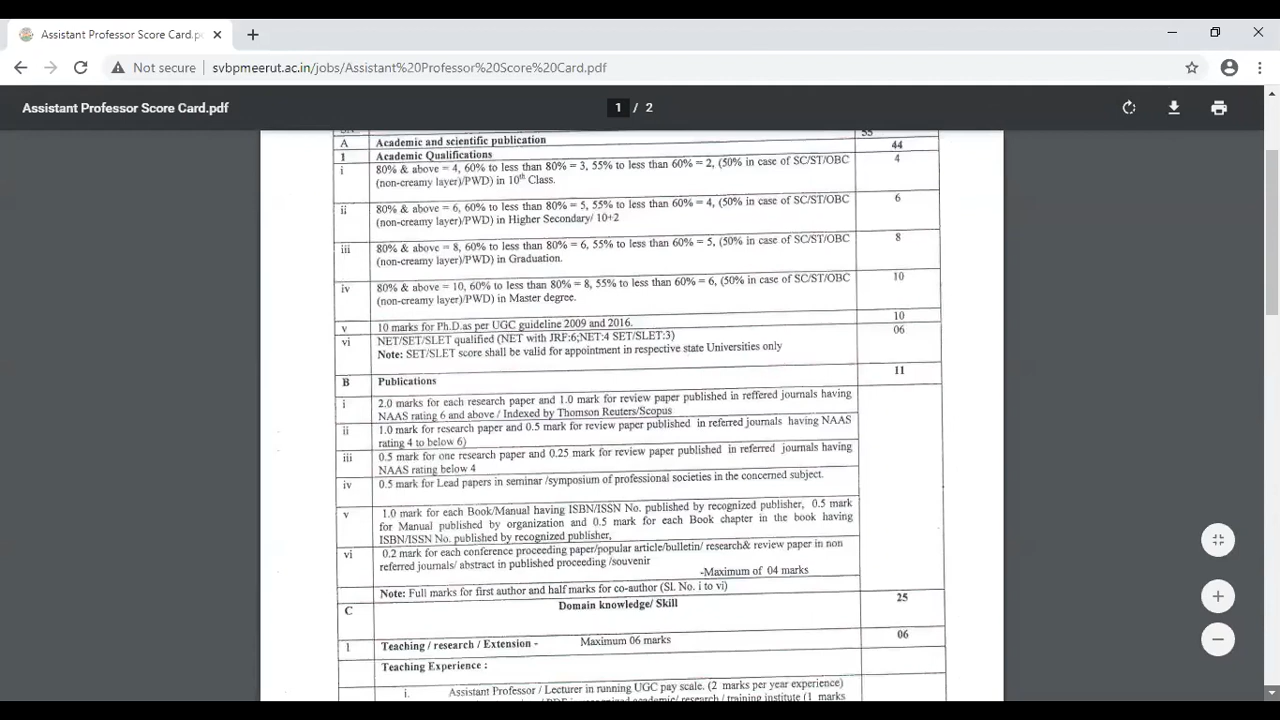 Assistant Professor Score Card.pd
Not secure
svbpmeerut.ac.in/jobs/Assistant%20Professor%20Score%20Card.pdf
Assistant Professor Score Card.pdf
1 / 2
55
A Academic and scientific publication 44
1 Academic Qualifications
i 80% & above = 4, 60% to less than 80% = 3, 55% to less than 60% = 2, (50% in case of SC/ST/OBC 4
(non-creamy layer)/PWD) in 10th Class.
ii 80% & above = 6, 60% to less than 80% = 5, 55% to less than 60% = 4, (50% in case of SC/ST/OBC 6
(non-creamy layer)/PWD) in Higher Secondary/ 10+2
iii 80% & above = 8, 60% to less than 80% = 6, 55% to less than 60% = 5, (50% in case of SC/ST/OBC 8
(non-creamy layer)/PWD) in Graduation.
iv 80% & above = 10, 60% to less than 80% = 8, 55% to less than 60% = 6, (50% in case of SC/ST/OBC 10
(non-creamy layer)/PWD) in Master degree.
v 10 marks for Ph.D.as per UGC guideline 2009 and 2016. 10
vi NET/SET/SLET qualified (NET with JRF:6;NET:4 SET/SLET:3) 06
Note: SET/SLET score shall be valid for appointment in respective state Universities only
B Publications 11
i 2.0 marks for each research paper and 1.0 mark for review paper published in reffered journals having
NAAS rating 6 and above / Indexed by Thomson Reuters/Scopus
ii 1.0 mark for research paper and 0.5 mark for review paper published in referred journals having NAAS
rating 4 to below 6)
iii 0.5 mark for one research paper and 0.25 mark for review paper published in referred journals having
NAAS rating below 4
iv 0.5 mark for Lead papers in seminar /symposium of professional societies in the concerned subject.
v 1.0 mark for each Book/Manual having ISBN/ISSN No. published by recognized publisher, 0.5 mark
for Manual published by organization and 0.5 mark for each Book chapter in the book having
ISBN/ISSN No. published by recognized publisher,
vi 0.2 mark for each conference proceeding paper/popular article/bulletin/ research& review paper in non
referred journals/ abstract in published proceeding /souvenir
-Maximum of 04 marks
Note: Full marks for first author and half marks for co-author (Sl. No. i to vi)
C Domain knowledge/ Skill 25
1 Teaching / research / Extension - Maximum 06 marks 06
Teaching Experience :
i. Assistant Professor / Lecturer in running UGC pay scale. (2 marks per year experience)
academic/ research / training institute (1 marks